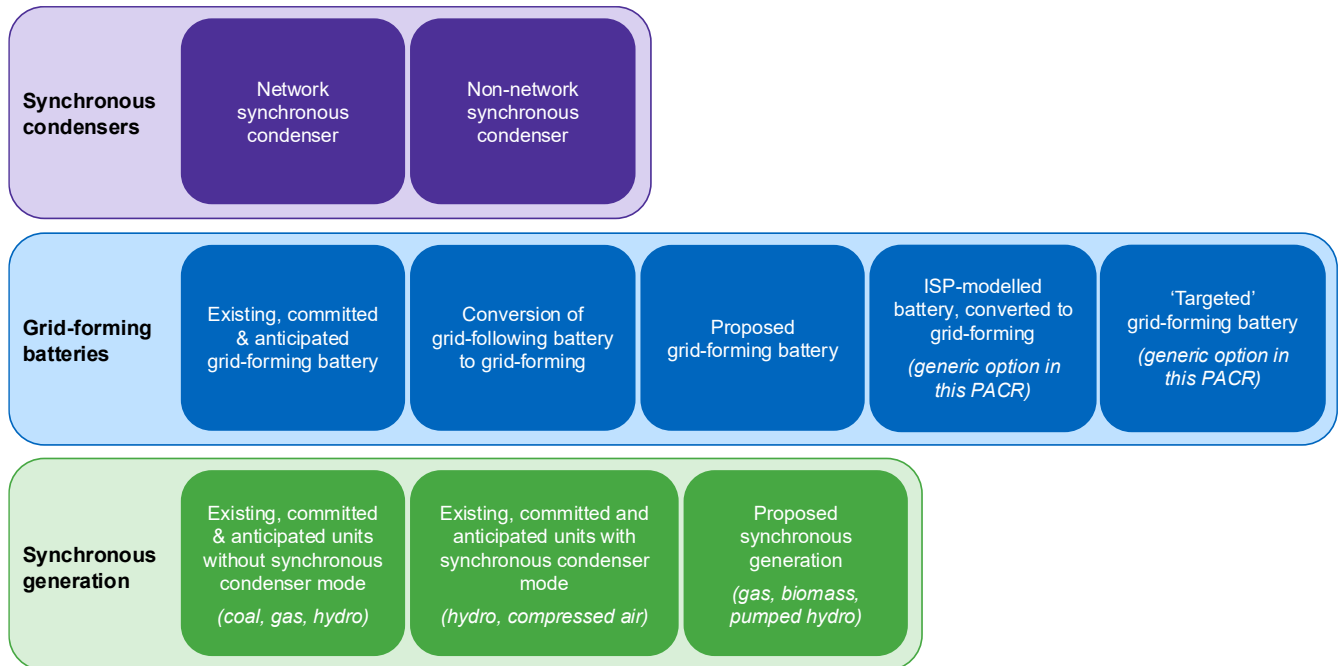 Synchronous
condensers
Network
synchronous
condenser
Non-network
synchronous
condenser
Grid-forming
batteries
Existing, committed
& anticipated
grid-forming battery
Conversion of
grid-following battery
to grid-forming
Proposed
grid-forming battery
ISP-modelled
battery, converted to
grid-forming
(generic option in
this PACR)
‘Targeted’
grid-forming battery
(generic option in
this PACR)
Synchronous
generation
Existing, committed
& anticipated units
without synchronous
condenser mode
(coal, gas, hydro)
Existing, committed and
anticipated units with
synchronous condenser
mode
(hydro, compressed air)
Proposed
synchronous
generation
(gas, biomass,
pumped hydro)